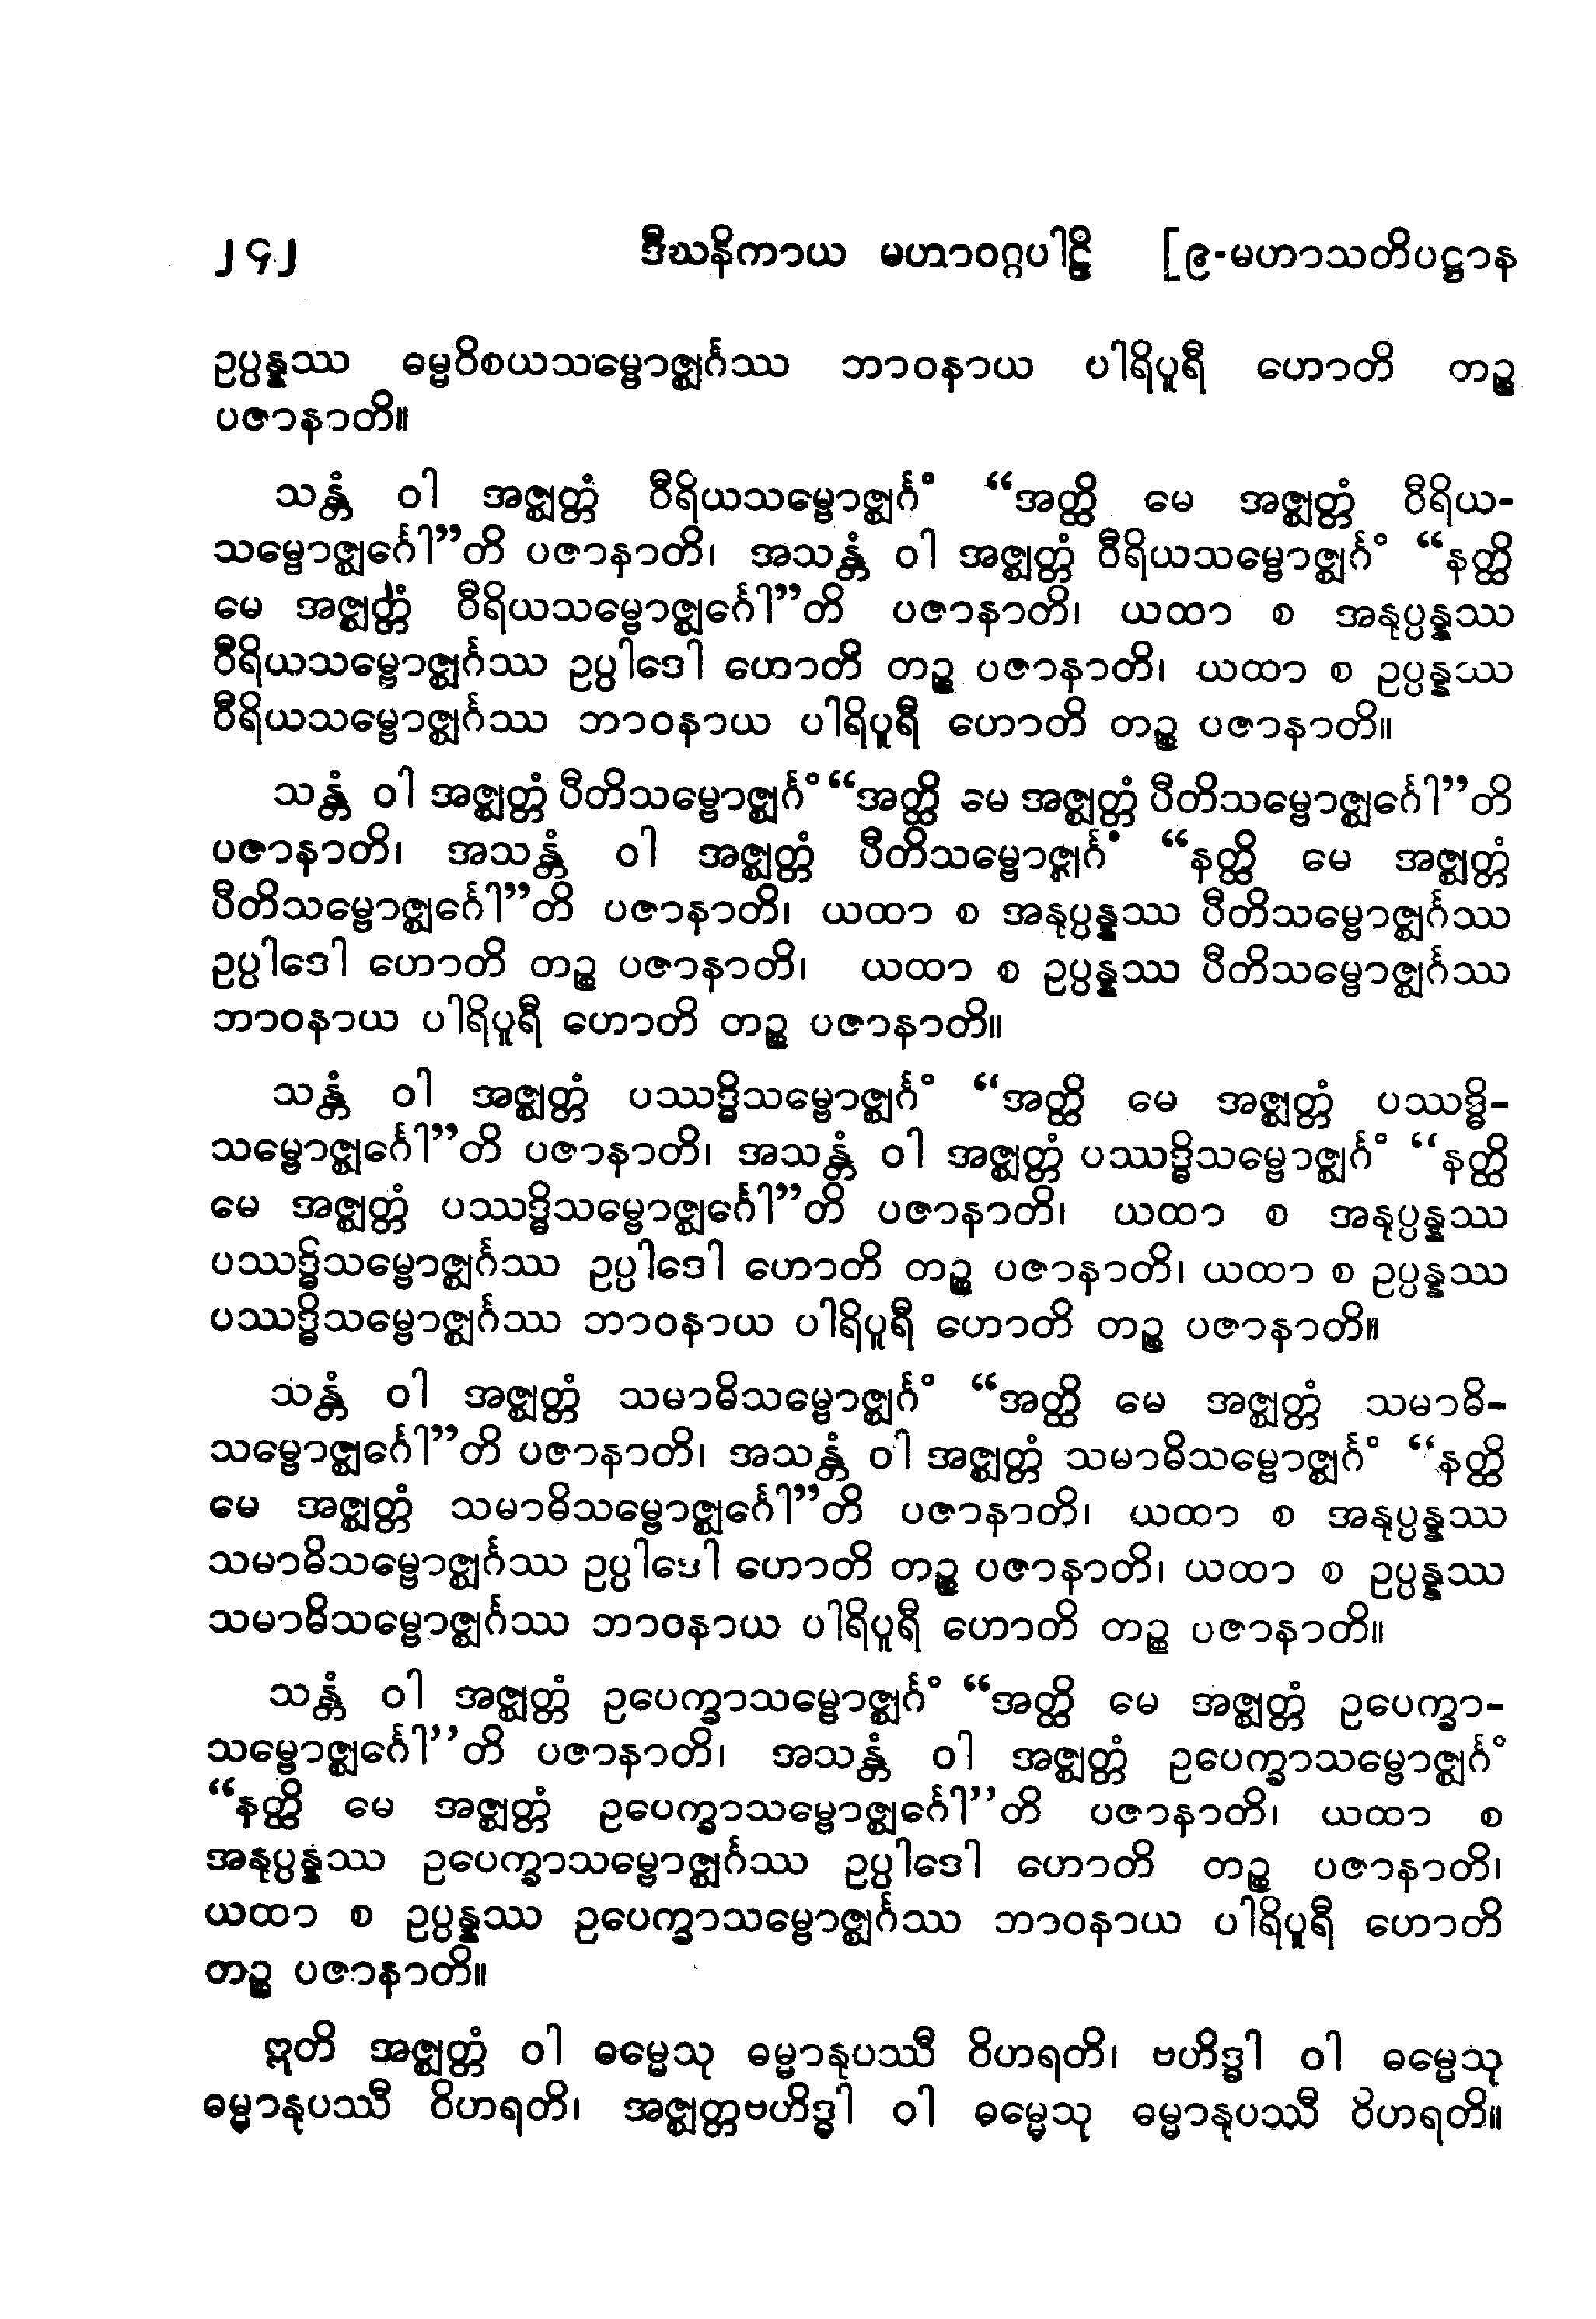 ၂၄၂ ဒီဃနိကာယ မဟာဝဂ္ဂပါဠိ [၉-မဟာသတိပဋ္ဌာန
ဥပ္ပန္နဿ ဓမ္မဝိစယသမ္ဗောဇ္ဈင်္ဂဿ ဘာဝနာယ ပါရိပူရီ ဟောတိ တဉ္စ
ပဇာနာတိ။
သန္တံ ဝါ အဇ္ဈတ္တံ ဝီရိယသမ္ဗောဇ္ဈင်္ဂံ “အတ္ထိ မေ အဇ္ဈတ္တံ ဝီရိယ-
သမ္ဗောဇ္ဈင်္ဂေါ”တိ ပဇာနာတိ၊ အသန္တံ ဝါ အဇ္ဈတ္တံ ဝီရိယသမ္ဗောဇ္ဈင်္ဂံ “နတ္ထိ
မေ အဇ္ဈတ္တံ ဝီရိယသမ္ဗောဇ္ဈင်္ဂေါ”တိ ပဇာနာတိ၊ ယထာ စ အနုပ္ပန္နဿ
ဝီရိယသမ္ဗောဇ္ဈင်္ဂဿ ဥပ္ပါဒေါ ဟောတိ တဉ္စ ပဇာနာတိ၊ ယထာ စ ဥပ္ပန္နဿ
ဝီရိယသမ္ဗောဇ္ဈင်္ဂဿ ဘာဝနာယ ပါရိပူရီ ဟောတိ တဉ္စ ပဇာနာတိ။
သန္တံ ဝါ အဇ္ဈတ္တံ ပီတိသမ္ဗောဇ္ဈင်္ဂံ “အတ္ထိ မေ အဇ္ဈတ္တံ ပီတိသမ္ဗောဇ္ဈင်္ဂေါ”တိ
ပဇာနာတိ၊ အသန္တံ ဝါ အဇ္ဈတ္တံ ပီတိသမ္ဗောဇ္ဈင်္ဂံ “နတ္ထိ မေ အဇ္ဈတ္တံ
ပီတိသမ္ဗောဇ္ဈင်္ဂေါ”တိ ပဇာနာတိ၊ ယထာ စ အနုပ္ပန္နဿ ပီတိသမ္ဗောဇ္ဈင်္ဂဿ
ဥပ္ပါဒေါ ဟောတိ တဉ္စ ပဇာနာတိ၊ ယထာ စ ဥပ္ပန္နဿ ပီတိသမ္ဗောဇ္ဈင်္ဂဿ
ဘာဝနာယ ပါရိပူရီ ဟောတိ တဉ္စ ပဇာနာတိ။
သန္တံ ဝါ အဇ္ဈတ္တံ ပဿဒ္ဓိသမ္ဗောဇ္ဈင်္ဂံ “အတ္ထိ မေ အဇ္ဈတ္တံ ပဿဒ္ဓိ-
သမ္ဗောဇ္ဈင်္ဂေါ”တိ ပဇာနာတိ၊ အသန္တံ ဝါ အဇ္ဈတ္တံ ပဿဒ္ဓိသမ္ဗောဇ္ဈင်္ဂံ “နတ္ထိ
မေ အဇ္ဈတ္တံ ပဿဒ္ဓိသမ္ဗောဇ္ဈင်္ဂေါ”တိ ပဇာနာတိ၊ ယထာ စ အနုပ္ပန္နဿ
ပဿဒ္ဓိသမ္ဗောဇ္ဈင်္ဂဿ ဥပ္ပါဒေါ ဟောတိ တဉ္စ ပဇာနာတိ၊ ယထာ စ ဥပ္ပန္နဿ
ပဿဒ္ဓိသမ္ဗောဇ္ဈင်္ဂဿ ဘာဝနာယ ပါရိပူရီ ဟောတိ တဉ္စ ပဇာနာတိ။
သန္တံ ဝါ အဇ္ဈတ္တံ သမာဓိသမ္ဗောဇ္ဈင်္ဂံ “အတ္ထိ မေ အဇ္ဈတ္တံ သမာဓိ-
သမ္ဗောဇ္ဈင်္ဂေါ”တိ ပဇာနာတိ၊ အသန္တံ ဝါ အဇ္ဈတ္တံ သမာဓိသမ္ဗောဇ္ဈင်္ဂံ “နတ္ထိ
မေ အဇ္ဈတ္တံ သမာဓိသမ္ဗောဇ္ဈင်္ဂေါ”တိ ပဇာနာတိ၊ ယထာ စ အနုပ္ပန္နဿ
သမာဓိသမ္ဗောဇ္ဈင်္ဂဿ ဥပ္ပါဒေါ ဟောတိ တဉ္စ ပဇာနာတိ၊ ယထာ စ ဥပ္ပန္နဿ
သမာဓိသမ္ဗောဇ္ဈင်္ဂဿ ဘာဝနာယ ပါရိပူရီ ဟောတိ တဉ္စ ပဇာနာတိ။
သန္တံ ဝါ အဇ္ဈတ္တံ ဥပေက္ခာသမ္ဗောဇ္ဈင်္ဂံ “အတ္ထိ မေ အဇ္ဈတ္တံ ဥပေက္ခာ-
သမ္ဗောဇ္ဈင်္ဂေါ”တိ ပဇာနာတိ၊ အသန္တံ ဝါ အဇ္ဈတ္တံ ဥပေက္ခာသမ္ဗောဇ္ဈင်္ဂံ
“နတ္ထိ မေ အဇ္ဈတ္တံ ဥပေက္ခာသမ္ဗောဇ္ဈင်္ဂေါ”တိ ပဇာနာတိ၊ ယထာ စ
အနုပ္ပန္နဿ ဥပေက္ခာသမ္ဗောဇ္ဈင်္ဂဿ ဥပ္ပါဒေါ ဟောတိ တဉ္စ ပဇာနာတိ၊
ယထာ စ ဥပ္ပန္နဿ ဥပေက္ခာသမ္ဗောဇ္ဈင်္ဂဿ ဘာဝနာယ ပါရိပူရီ ဟောတိ
တဉ္စ ပဇာနာတိ။
ဣတိ အဇ္ဈတ္တံ ဝါ ဓမ္မေသု ဓမ္မာနုပဿီ ဝိဟရတိ၊ ဗဟိဒ္ဓါ ဝါ ဓမ္မေသု
ဓမ္မာနုပဿီ ဝိဟရတိ၊ အဇ္ဈတ္တဗဟိဒ္ဓါ ဝါ ဓမ္မေသု ဓမ္မာနုပဿီ ဝိဟရတိ။